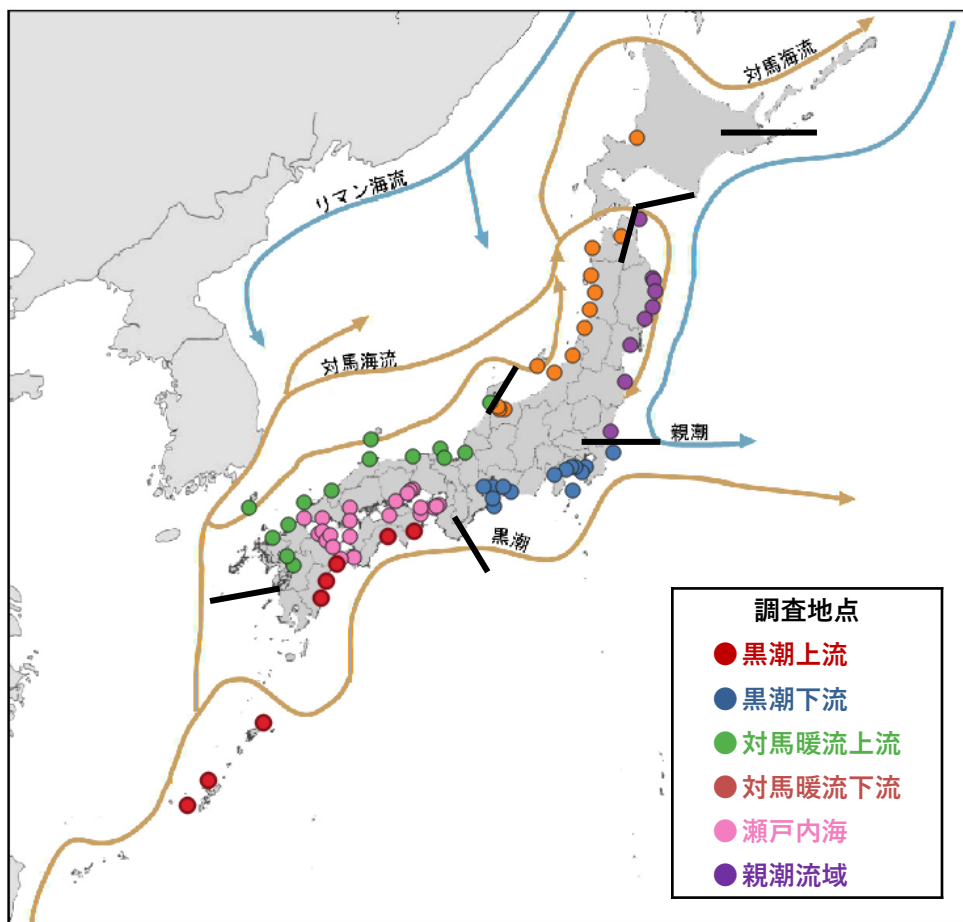 対馬海流
リマン海流
対馬海流
親潮
黒潮
調査地点
黒潮上流
黒潮下流
対馬暖流上流
対馬暖流下流
瀬戸内海
親潮流域